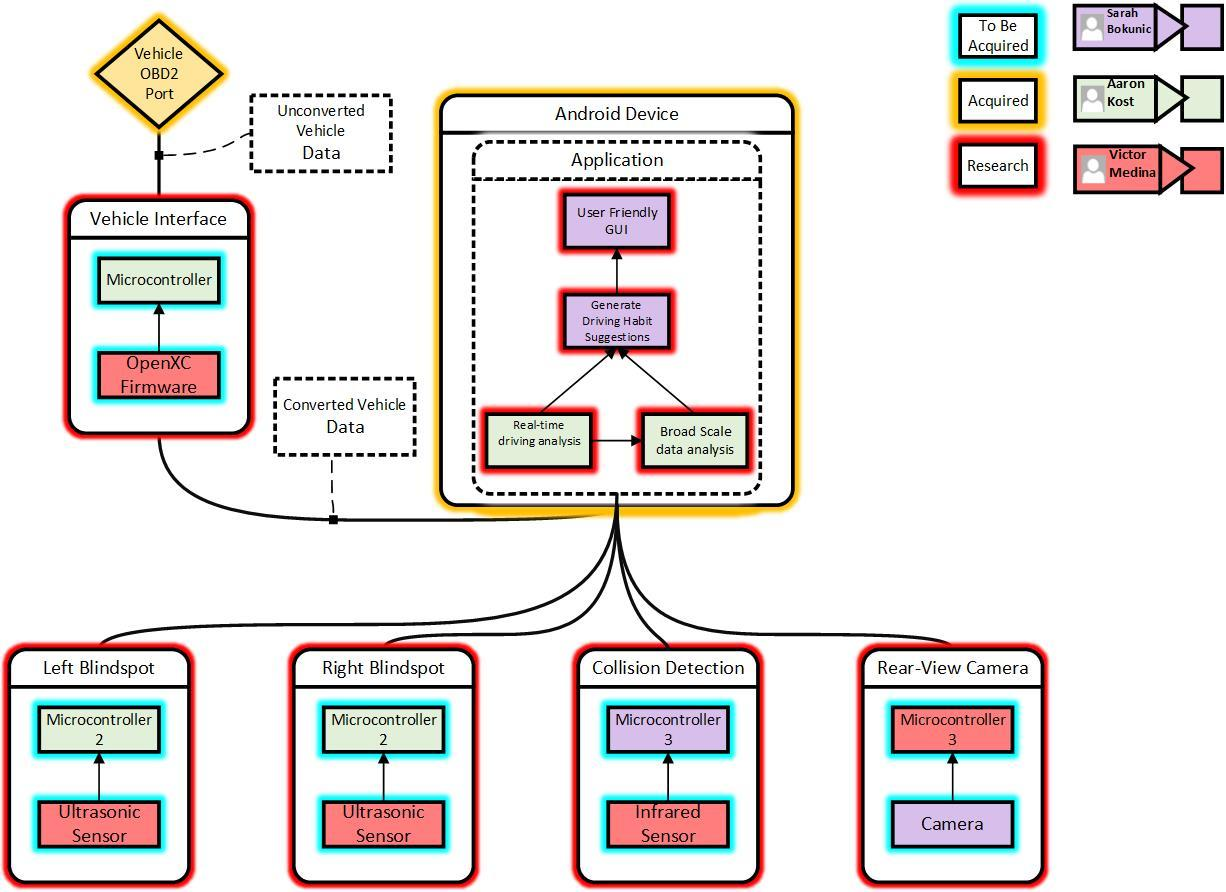 Vehicle
OBD2
Port
Unconverted
Vehicle
Data
Vehicle Interface
Microcontroller
OpenXC
Firmware
Converted Vehicle
Data
Android Device
Application
User Friendly
GUI
Generate
Driving Habit
Suggestions
Real-time
driving analysis
Broad Scale
data analysis
To Be
Acquired
Acquired
Research
Sarah
Bokunic
Aaron
Kost
Victor
Medina
Left Blindspot
Microcontroller
2
Ultrasonic
Sensor
Right Blindspot
Microcontroller
2
Ultrasonic
Sensor
Collision Detection
Microcontroller
3
Infrared
Sensor
Rear-View Camera
Microcontroller
3
Camera